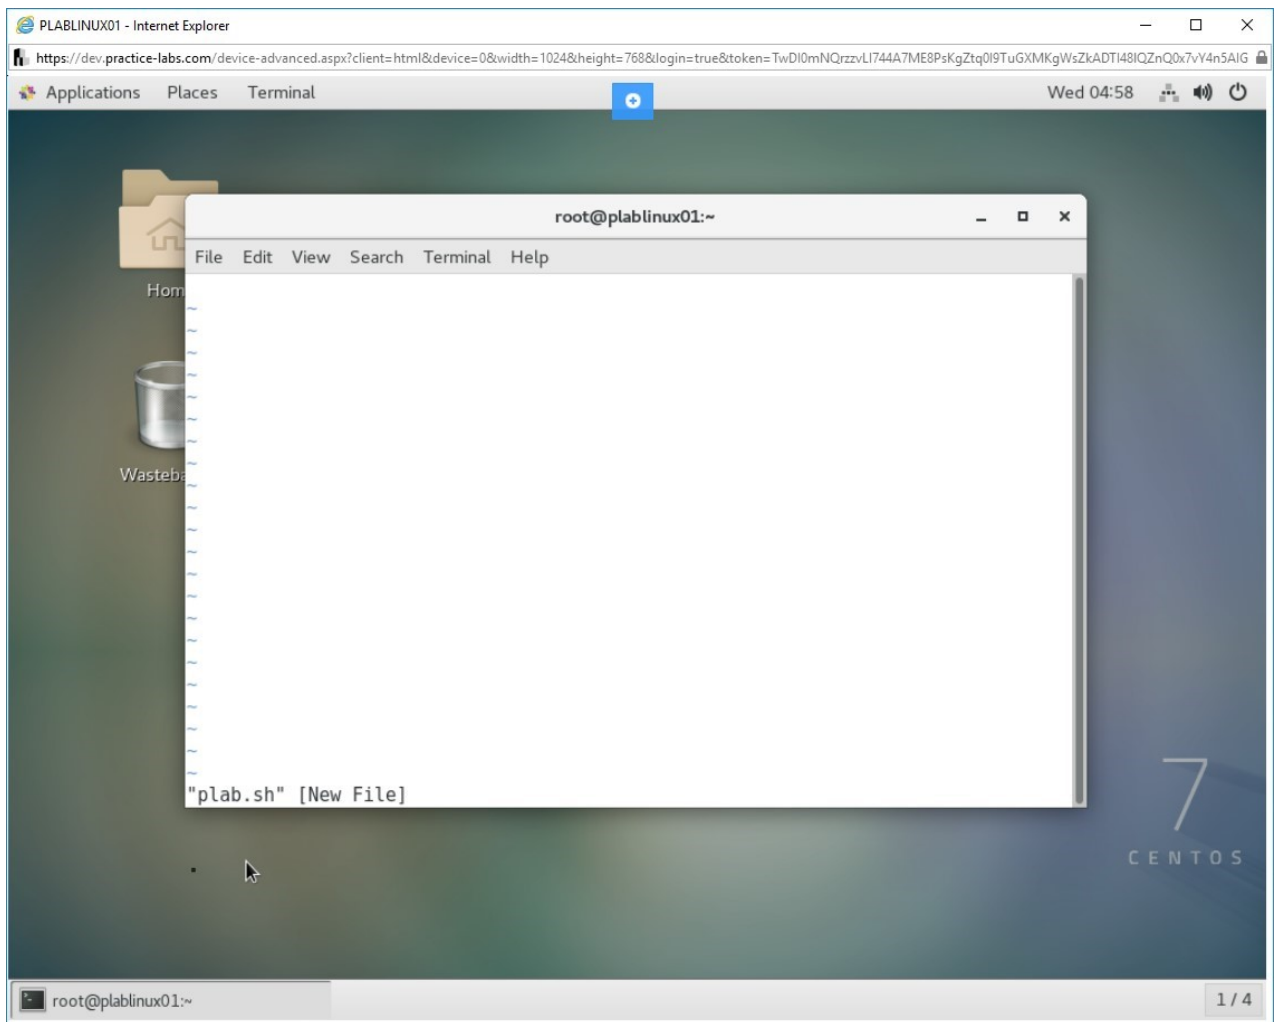 PLABLINUX01 - Internet Explorer
https://dev.practice-labs.com/device-advanced.aspx?client=html&device=0&width=1024&height=768&login=true&token=TwDI0mNQrzzvLI744A7ME8PsKgZtq0I9TuGXMKgWsZkADTI48IQZnQ0x7vY4n5AIG
Applications Places Terminal Wed 04:58
root@plablinux01:~
File Edit View Search Terminal Help
Hom
~
~
~
~
~
~
~
~
Wasteba
~
~
~
~
~
~
~
~
~
~
~
~
~
~
"plab.sh" [New File]
7
CENTOS
root@plablinux01:~ 1 / 4